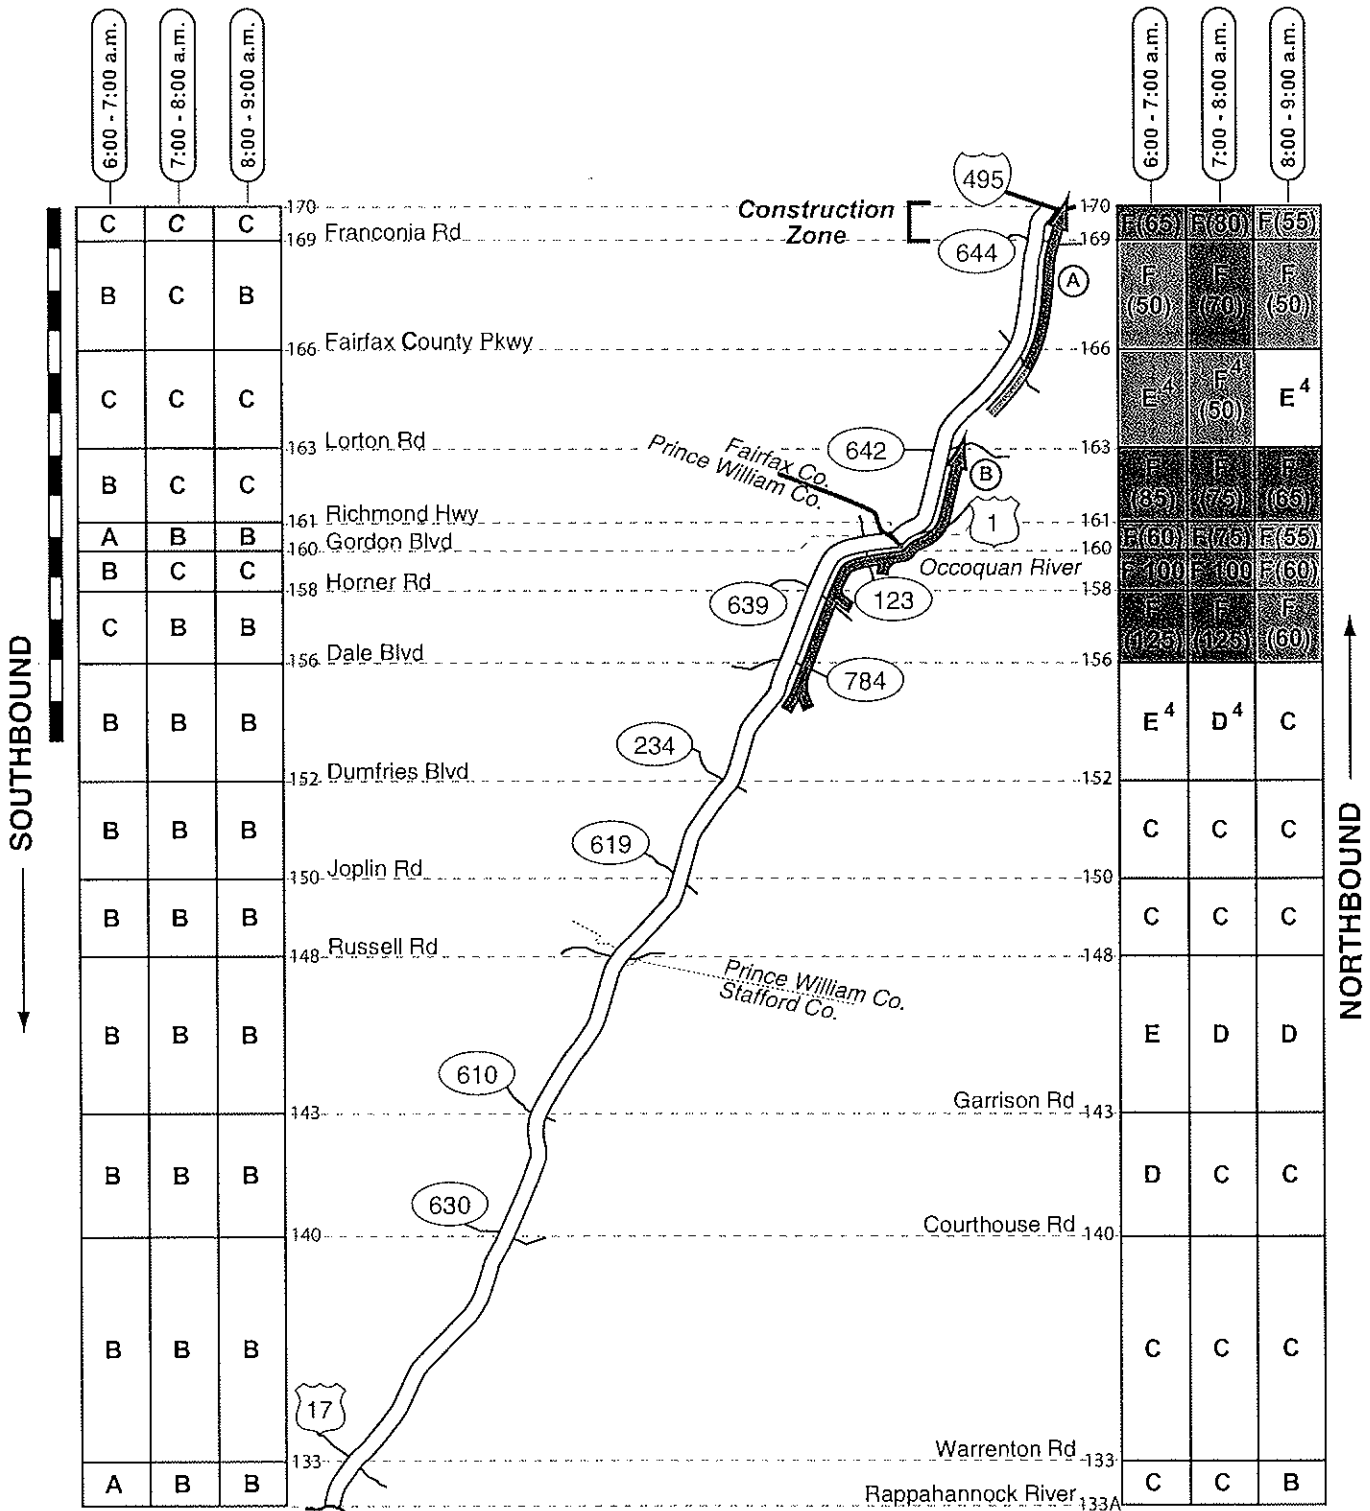 6:00 - 7:00 a.m. 7:00 - 8:00 a.m. 8:00 - 9:00 a.m. 6:00 - 7:00 a.m. 7:00 - 8:00 a.m. 8:00 - 9:00 a.m.
495
170 Construction Zone 170
C C C F(65) F(80) F(55)
169 Franconia Rd 644 169
A
B C B F (50) F (70) F (50)
166 Fairfax County Pkwy 166
C C C E 4 F 4 (50) E 4
163 Lorton Rd 642 163
Fairfax Co.
Prince William Co.
B
B C C F (85) F (75) F (65)
161 Richmond Hwy 1 161
A B B F(60) F(75) F(55)
160 Gordon Blvd 160
Occoquan River
B C C F 100 F 100 F(60)
158 Horner Rd 158
639 123
C B B F (125) F (125) F (60)
156 Dale Blvd 156
784
SOUTHBOUND
NORTHBOUND
B B B E 4 D 4 C
234
152 Dumfries Blvd 152
B B B C C C
619
150 Joplin Rd 150
B B B C C C
148 Russell Rd 148
Prince William Co.
Stafford Co.
B B B E D D
610
143 Garrison Rd 143
B B B D C C
630
140 Courthouse Rd 140
B B B C C C
17
133 Warrenton Rd 133
A B B C C B
Rappahannock River 133A